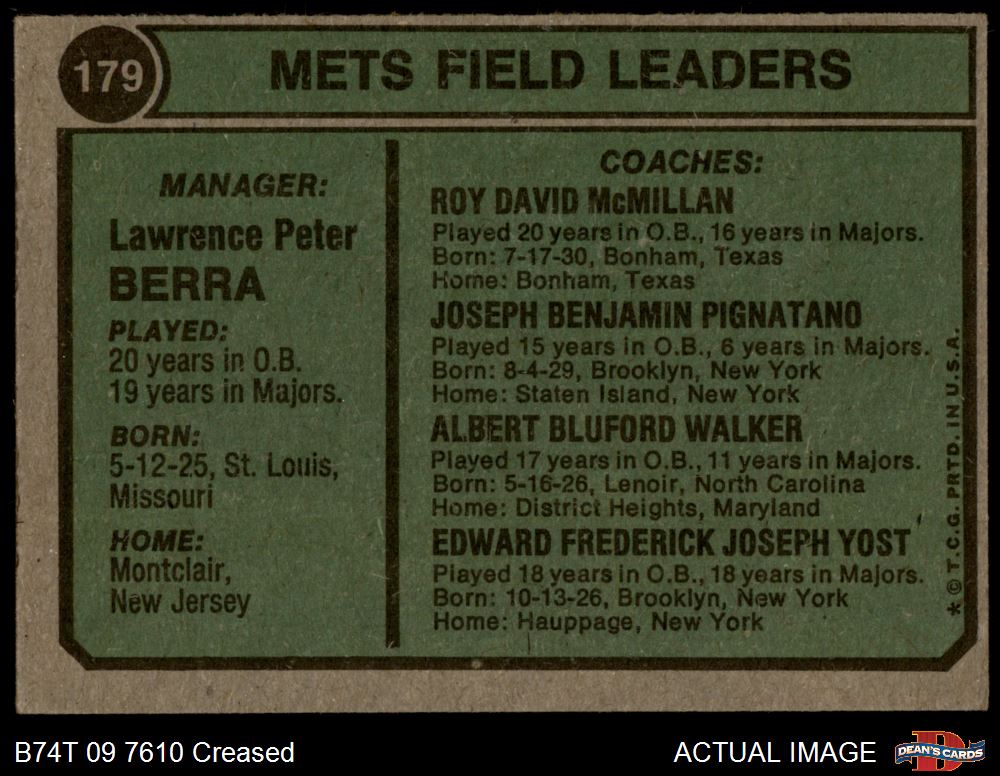 179
METS FIELD LEADERS
MANAGER:
Lawrence Peter
BERRA
PLAYED:
20 years in O.B.
19 years in Majors.
BORN:
5-12-25, St. Louis,
Missouri
HOME:
Montclair,
New Jersey
COACHES:
ROY DAVID McMILLAN
Played 20 years in O.B., 16 years in Majors.
Born: 7-17-30, Bonham, Texas
Home: Bonham, Texas
JOSEPH BENJAMIN PIGNATANO
Played 15 years in O.B., 6 years in Majors.
Born: 8-4-29, Brooklyn, New York
Home: Staten Island, New York
ALBERT BLUFORD WALKER
Played 17 years in O.B., 11 years in Majors.
Born: 5-16-26, Lenoir, North Carolina
Home: District Heights, Maryland
EDWARD FREDERICK JOSEPH YOST
Played 18 years in O.B., 18 years in Majors.
Born: 10-13-26, Brooklyn, New York
Home: Hauppage, New York
* © T.C.G. PRTD. IN U.S.A.
B74T 09 7610 Creased
ACTUAL IMAGE
D
DEAN'S CARDS